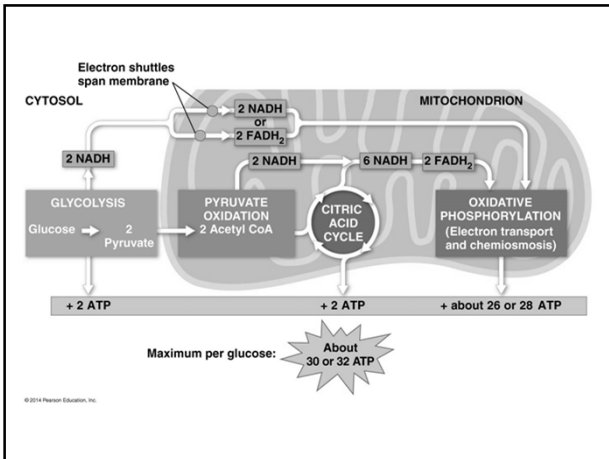 Electron shuttles
span membrane
CYTOSOL
MITOCHONDRION
2 NADH
or
2 FADH₂
2 NADH
2 NADH
6 NADH
2 FADH₂
GLYCOLYSIS
Glucose
2
Pyruvate
PYRUVATE
OXIDATION
2 Acetyl CoA
CITRIC
ACID
CYCLE
OXIDATIVE
PHOSPHORYLATION
(Electron transport
and chemiosmosis)
+ 2 ATP
+ 2 ATP
+ about 26 or 28 ATP
Maximum per glucose:
About
30 or 32 ATP
© 2014 Pearson Education, Inc.